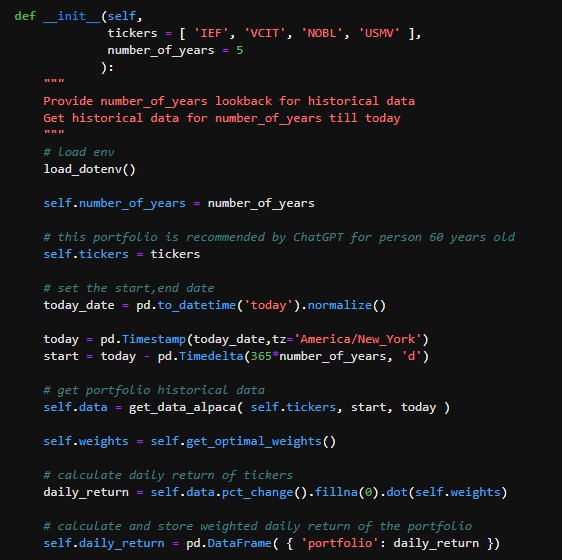 def __init__(self,
            tickers = [ 'IEF', 'VCIT', 'NOBL', 'USMV' ],
            number_of_years = 5
           ):
    """
    Provide number_of_years lookback for historical data
    Get historical data for number_of_years till today
    """
    # load env
    load_dotenv()

    self.number_of_years = number_of_years

    # this portfolio is recommended by ChatGPT for person 60 years old
    self.tickers = tickers

    # set the start,end date
    today_date = pd.to_datetime('today').normalize()

    today = pd.Timestamp(today_date,tz='America/New_York')
    start = today - pd.Timedelta(365*number_of_years, 'd')

    # get portfolio historical data
    self.data = get_data_alpaca( self.tickers, start, today )

    self.weights = self.get_optimal_weights()

    # calculate daily return of tickers
    daily_return = self.data.pct_change().fillna(0).dot(self.weights)

    # calculate and store weighted daily return of the portfolio
    self.daily_return = pd.DataFrame( { 'portfolio': daily_return })